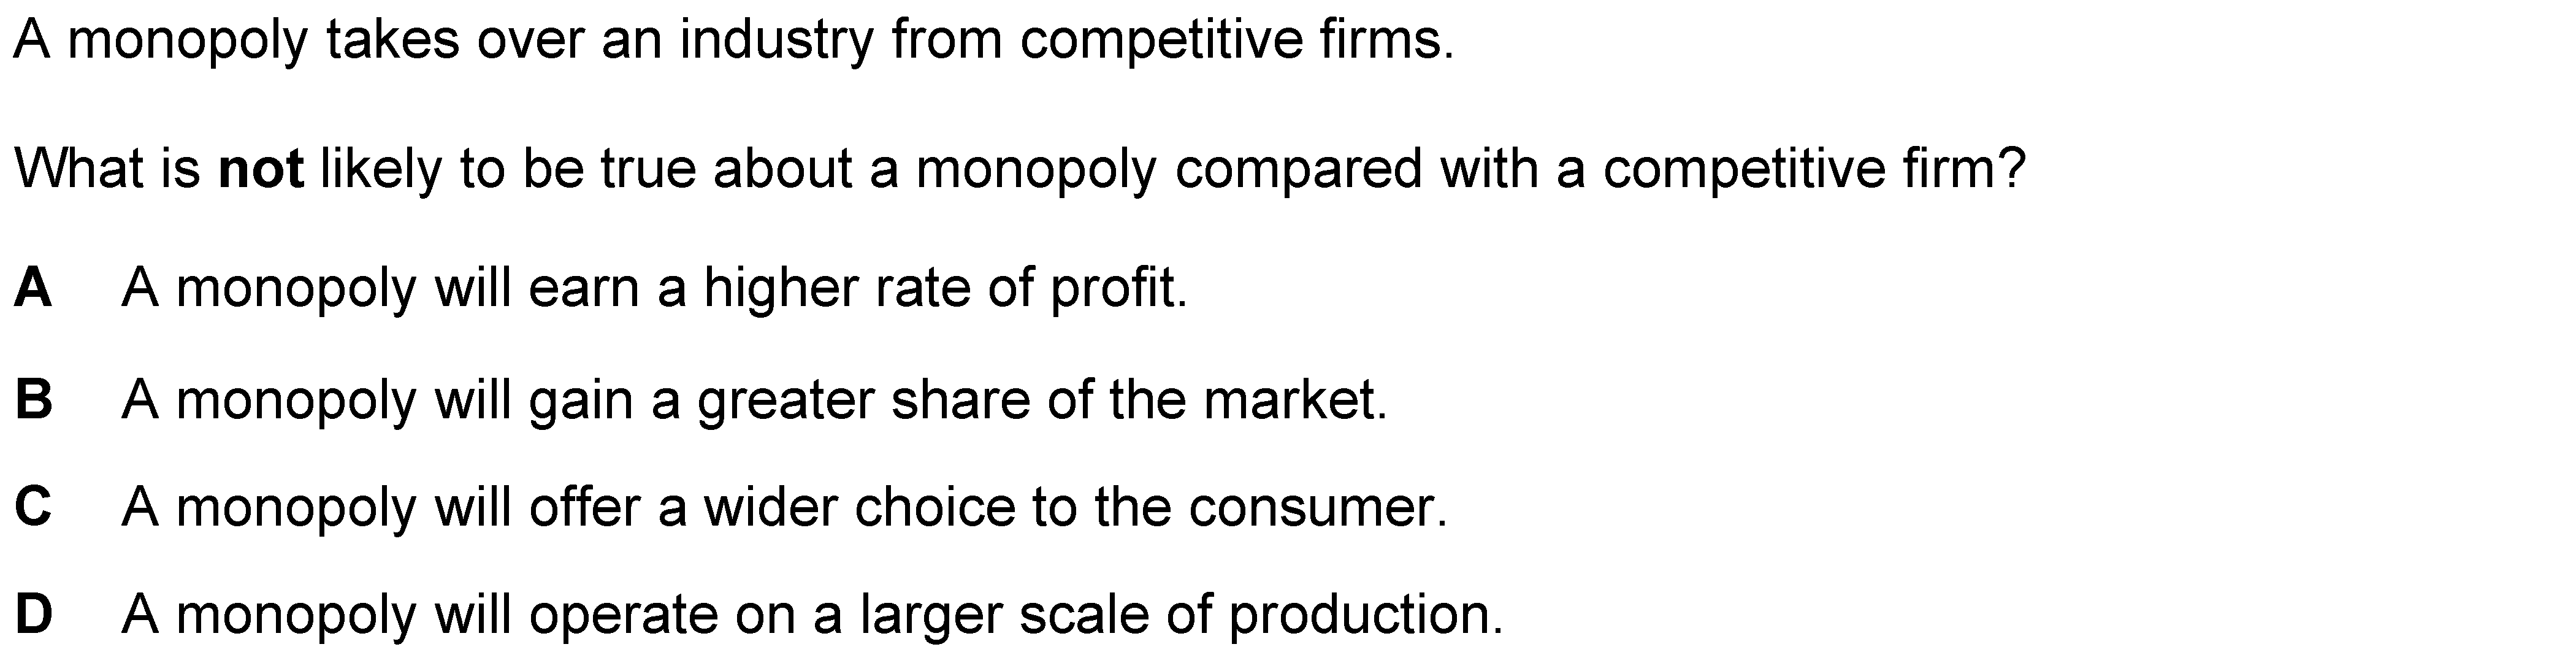 A monopoly takes over an industry from competitive firms.
What is not likely to be true about a monopoly compared with a competitive firm?
A A monopoly will earn a higher rate of profit.
B A monopoly will gain a greater share of the market.
C A monopoly will offer a wider choice to the consumer.
D A monopoly will operate on a larger scale of production.